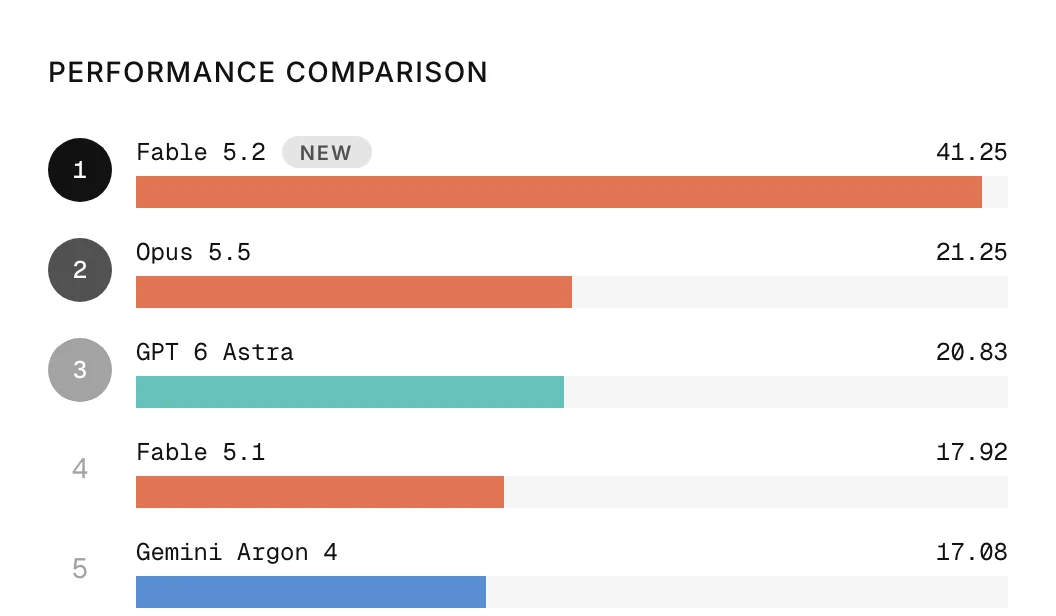 PERFORMANCE COMPARISON
1 Fable 5.2 NEW 41.25
2 Opus 5.5 21.25
3 GPT 6 Astra 20.83
4 Fable 5.1 17.92
5 Gemini Argon 4 17.08